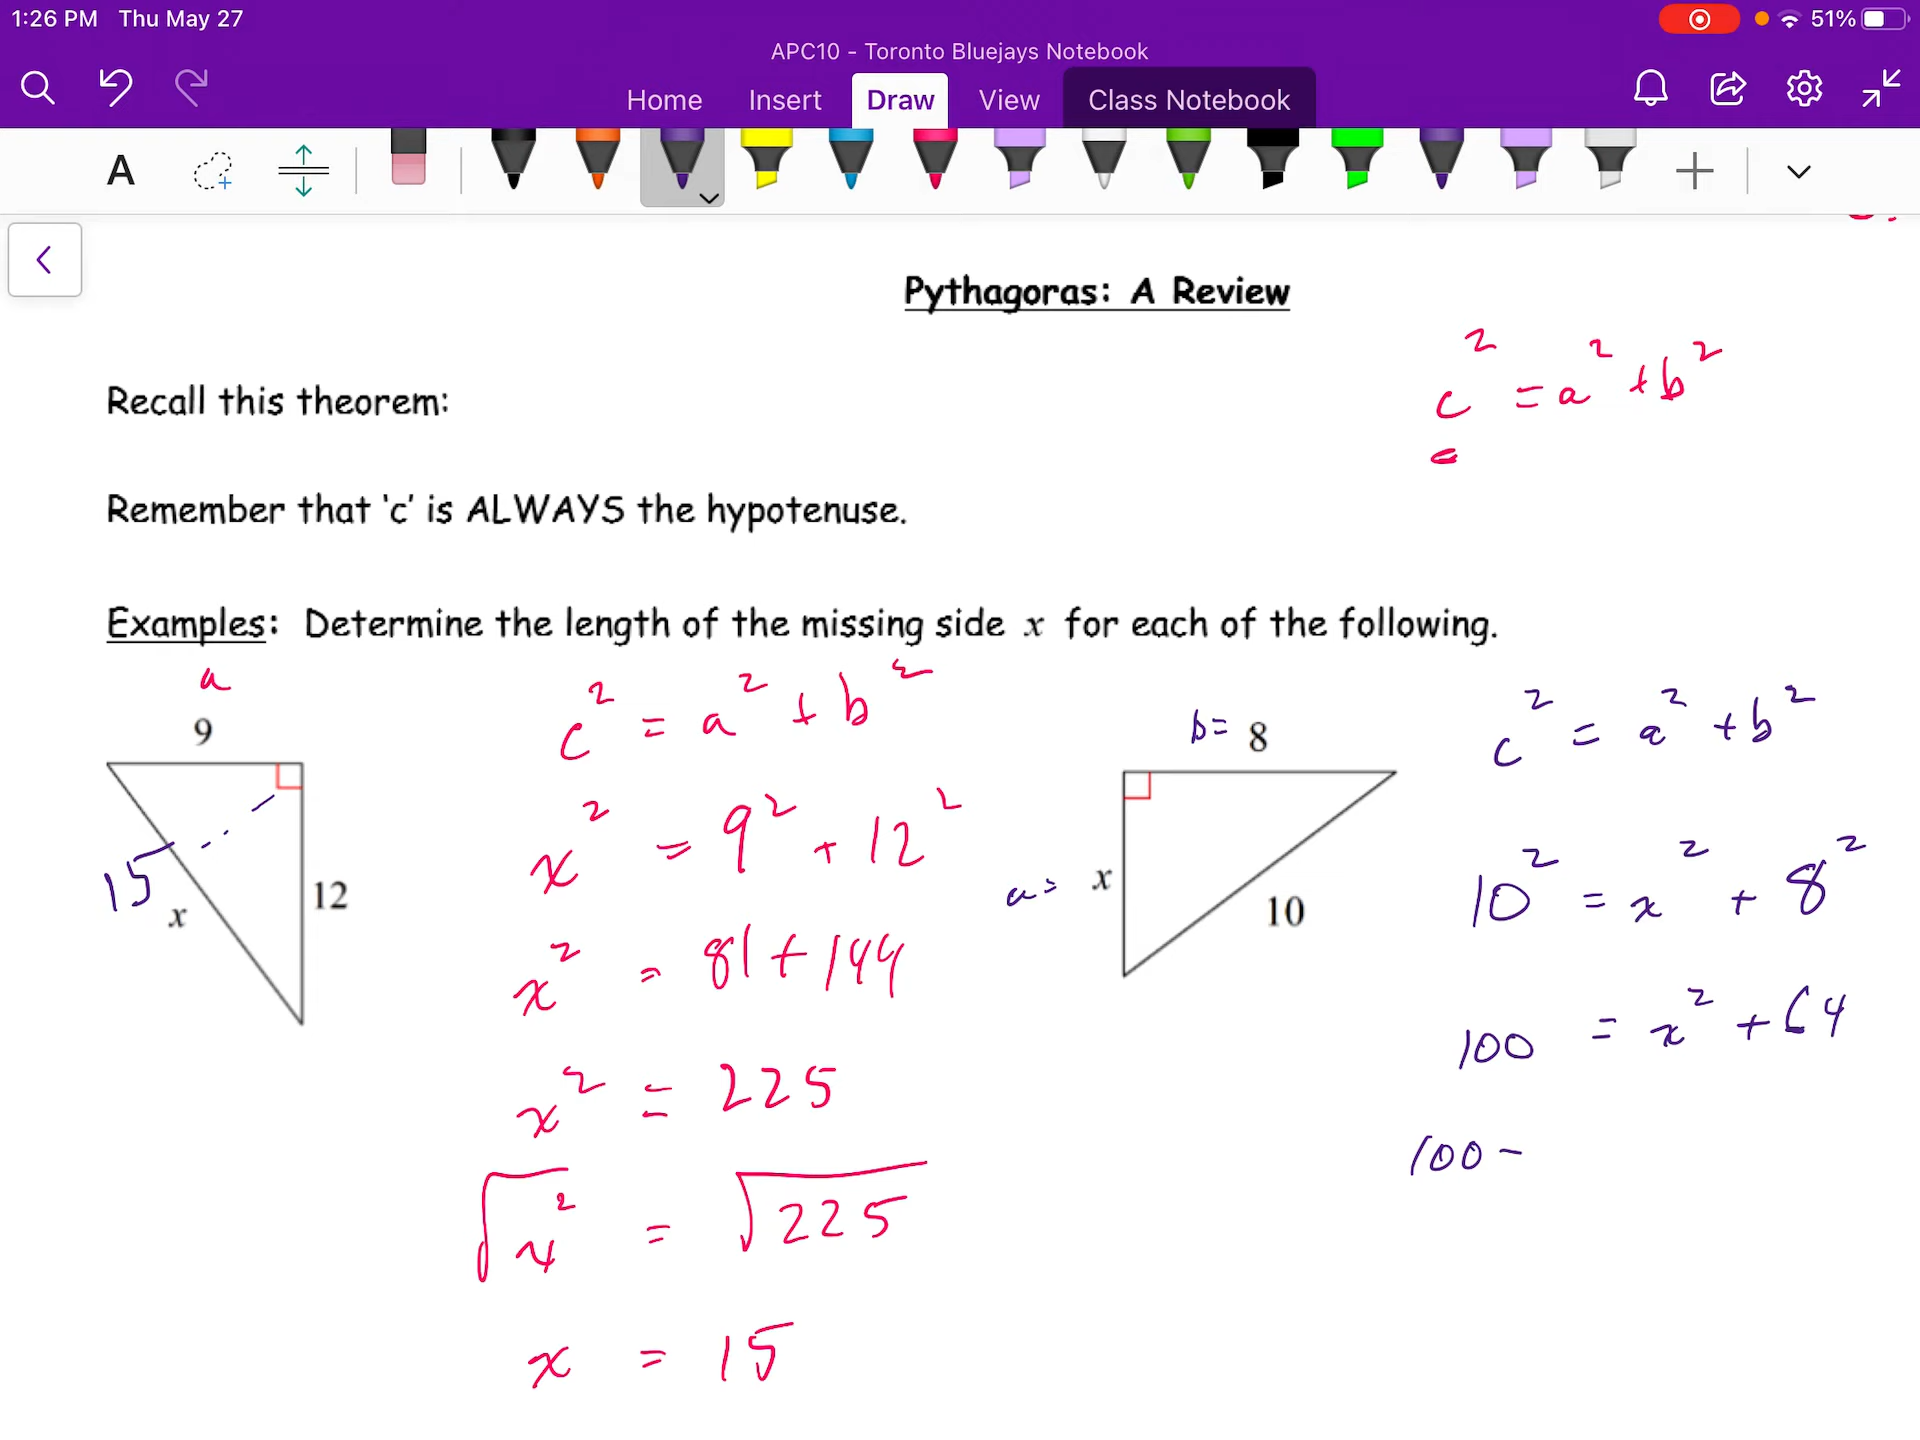 1:26 PM Thu May 27
51%
APC10 - Toronto Bluejays Notebook
Home Insert Draw View Class Notebook
A
Pythagoras: A Review
c² = a² + b²
Recall this theorem:
Remember that 'c' is ALWAYS the hypotenuse.
Examples: Determine the length of the missing side x for each of the following.
a
9
15
x
12
c² = a² + b²
x² = 9² + 12²
x² = 81 + 144
x² = 225
√x² = √225
x = 15
b= 8
a= x
10
c² = a² + b²
10² = x² + 8²
100 = x² + 64
100 -